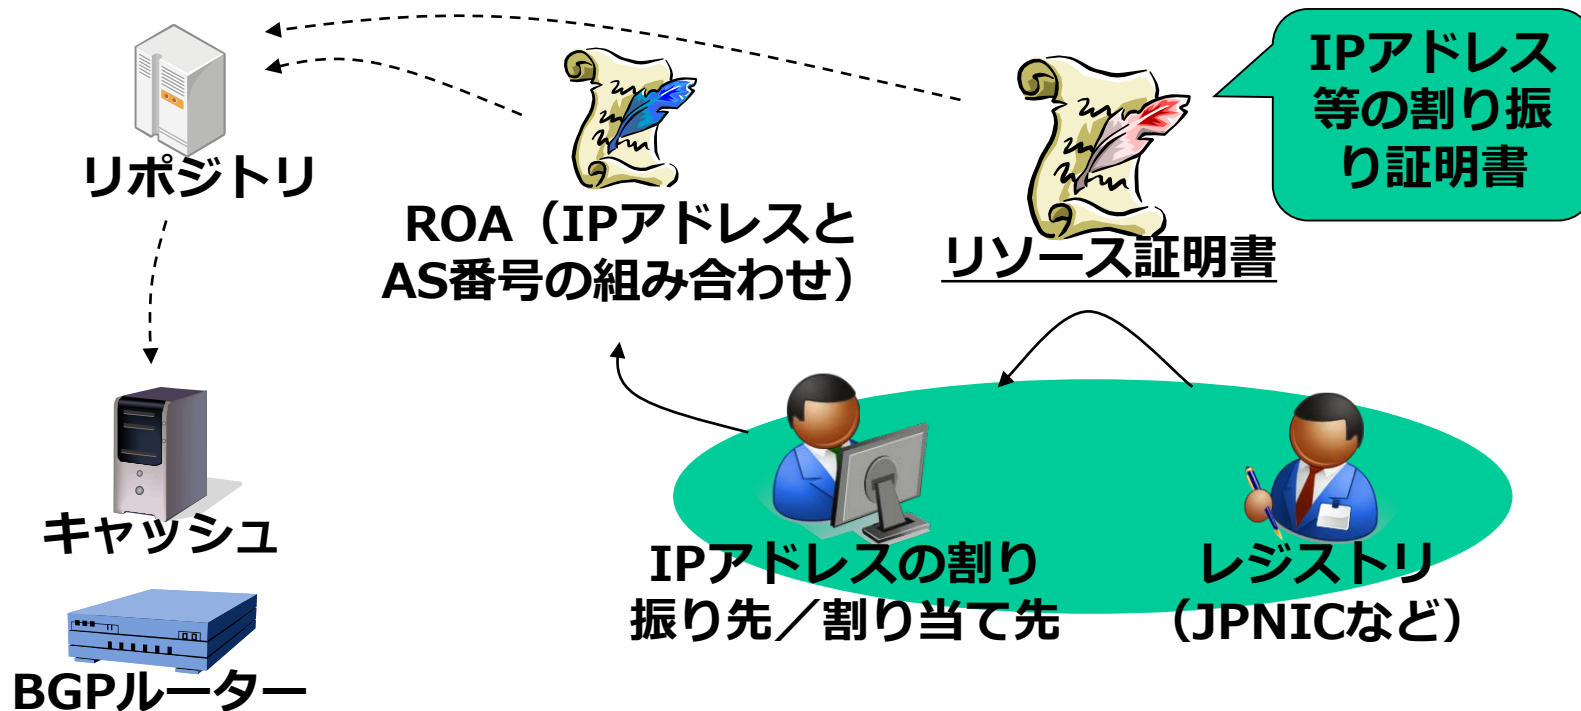 IPアドレス
等の割り振
り証明書
リポジトリ
ROA（IPアドレスと
AS番号の組み合わせ）
リソース証明書
キャッシュ
IPアドレスの割り
振り先／割り当て先
レジストリ
（JPNICなど）
BGPルーター